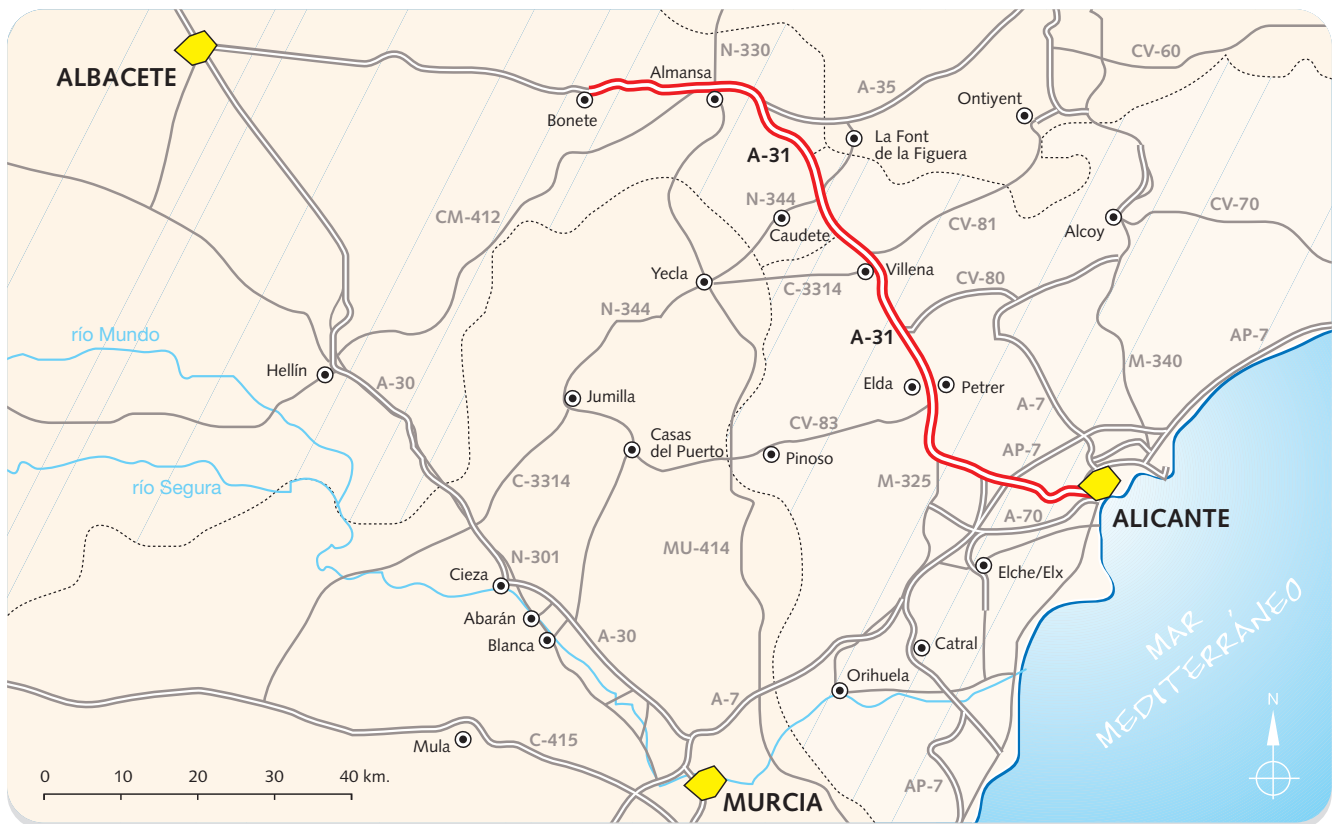 N-330
CV-60
ALBACETE
Almansa
A-35
Ontiyent
Bonete
La Font
de la Figuera
A-31
N-344
CV-70
CM-412
Caudete
CV-81
Alcoy
Yecla
Villena
C-3314
CV-80
N-344
río Mundo
A-31
AP-7
Hellín
A-30
M-340
Elda
Petrer
Jumilla
A-7
CV-83
Casas
del Puerto
AP-7
Pinoso
río Segura
C-3314
M-325
A-70
ALICANTE
MU-414
N-301
Cieza
Elche/Elx
Abarán
Blanca
A-30
Catral
MAR
MEDITERRÁNEO
Orihuela
A-7
N
Mula
C-415
0 10 20 30 40 km.
AP-7
MURCIA